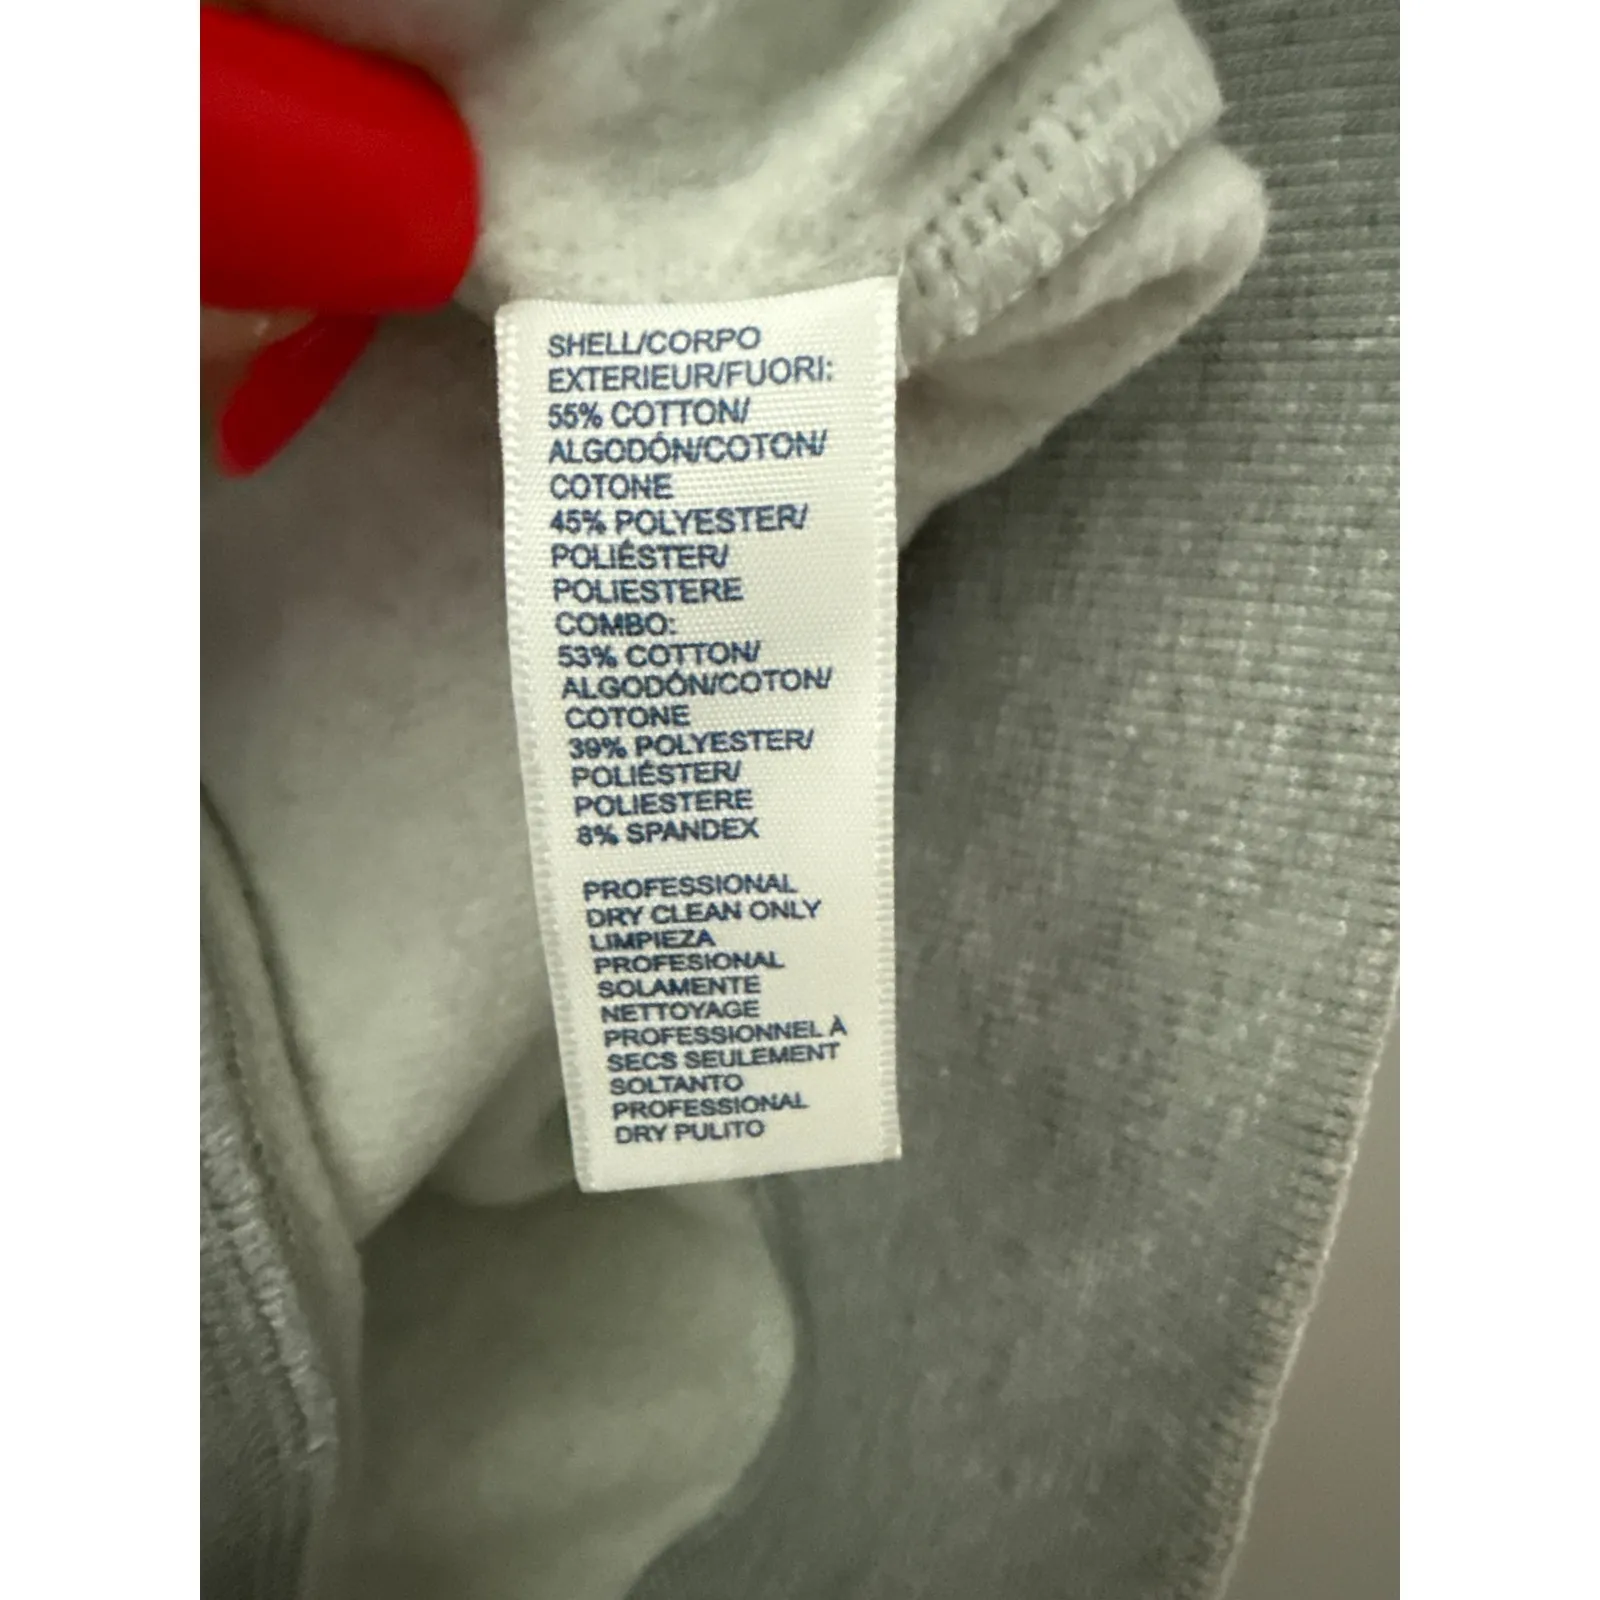 SHELL/CORPO
EXTERIEUR/FUORI:
55% COTTON/
ALGODÓN/COTON/
COTONE
45% POLYESTER/
POLIÉSTER/
POLIESTERE
COMBO:
53% COTTON/
ALGODÓN/COTON/
COTONE
39% POLYESTER/
POLIÉSTER/
POLIESTERE
8% SPANDEX
PROFESSIONAL
DRY CLEAN ONLY
LIMPIEZA
PROFESIONAL
SOLAMENTE
NETTOYAGE
PROFESSIONNEL À
SECS SEULEMENT
SOLTANTO
PROFESSIONAL
DRY PULITO